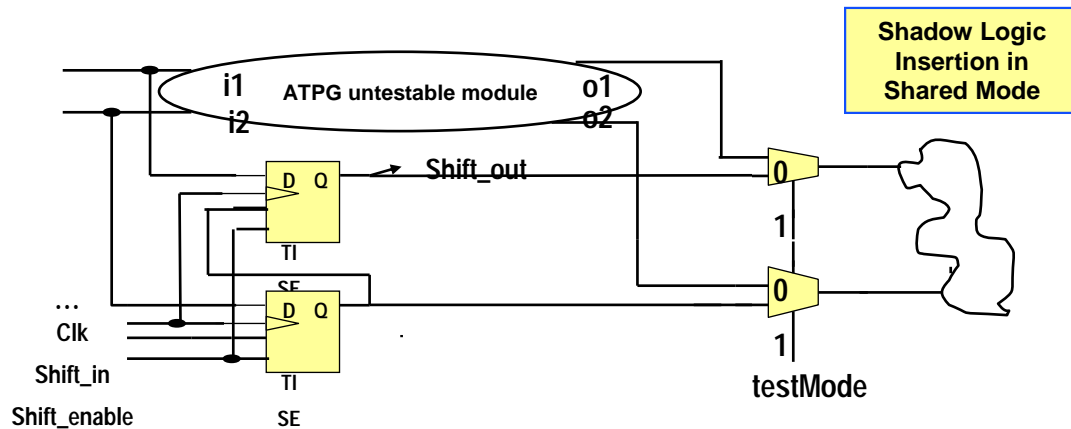 Shadow Logic
Insertion in
Shared Mode
i1
ATPG untestable module
o1
i2
o2
D Q
Shift_out
0
TI
1
SE
D Q
0
...
Clk
1
Shift_in
TI
testMode
Shift_enable
SE